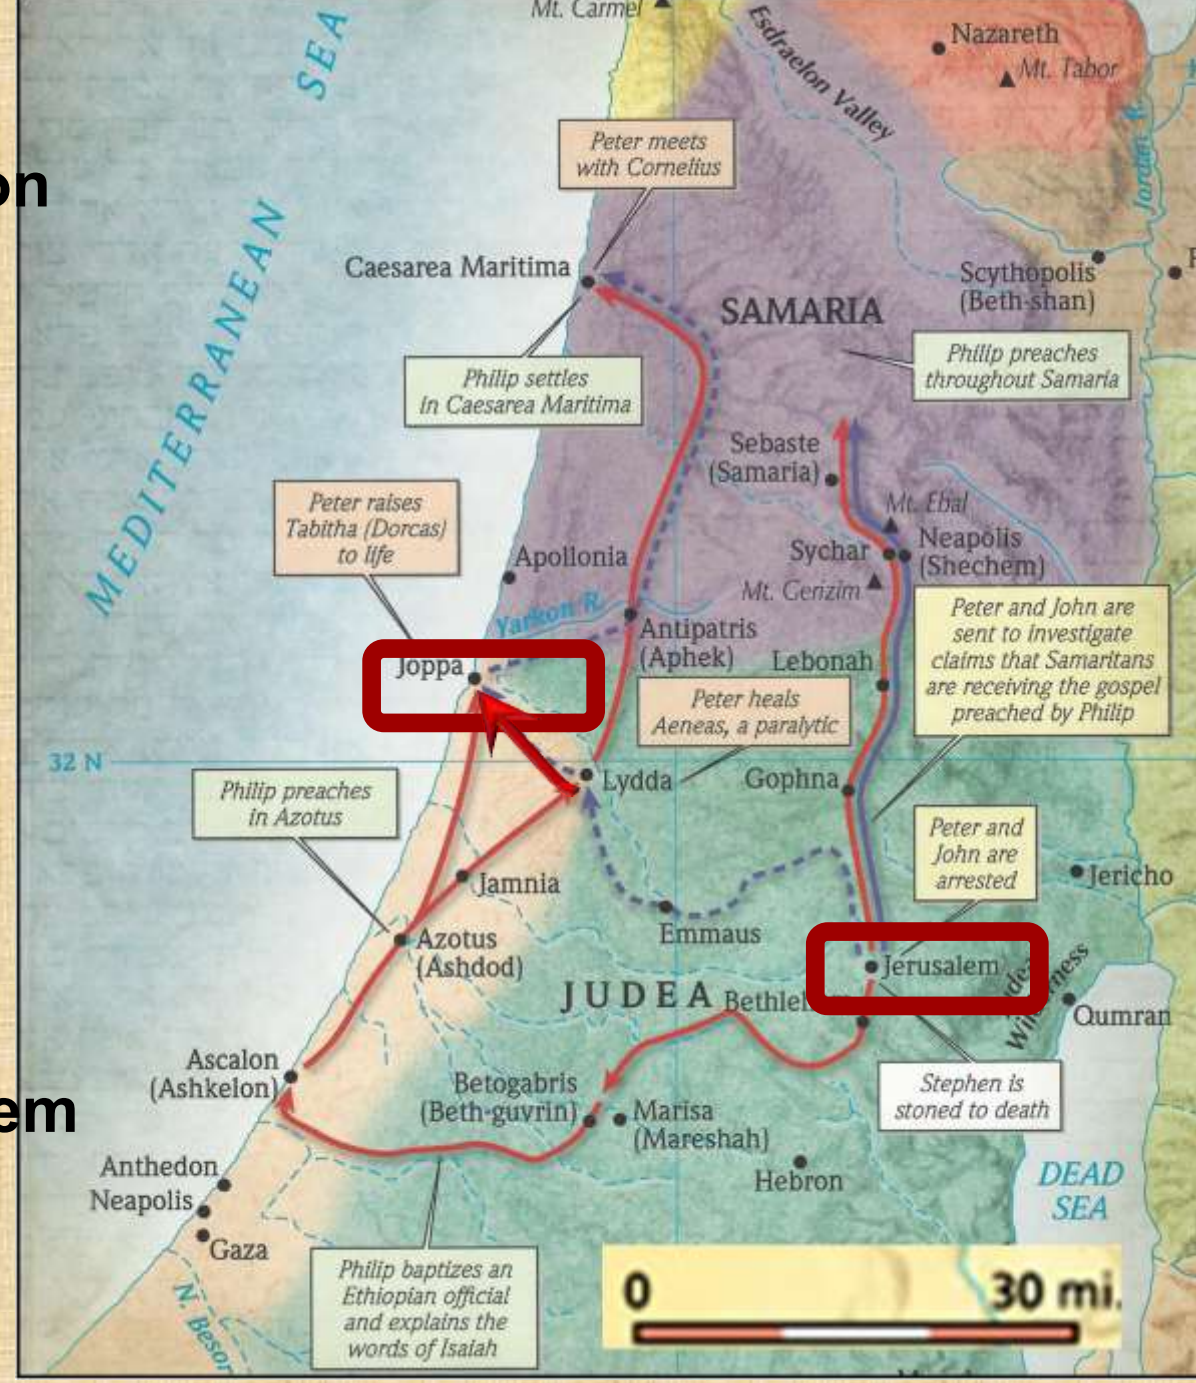 Mt. Carmel
SEA
Esdraelon Valley
Nazareth
Mt. Tabor
Jordan R.
on
Peter meets
with Cornelius
MEDITERRANEAN
Caesarea Maritima
SAMARIA
Scythopolis
(Beth-shan)
Philip preaches
throughout Samaria
Philip settles
in Caesarea Maritima
Sebaste
(Samaria)
Peter raises
Tabitha (Dorcas)
to life
Mt. Ebal
Apollonia
Sychar
Neapolis
(Shechem)
Mt. Gerizim
Yarkon R.
Antipatris
(Aphek)
Peter and John are
sent to investigate
claims that Samaritans
are receiving the gospel
preached by Philip
Joppa
Lebonah
Peter heals
Aeneas, a paralytic
32 N
Lydda
Gophna
Philip preaches
in Azotus
Peter and
John are
arrested
Jamnia
Jericho
Azotus
(Ashdod)
Emmaus
Jerusalem
JUDEA
Qumran
Ascalon
(Ashkelon)
Betogabris
(Beth-guvrin)
Marisa
(Mareshah)
Stephen is
stoned to death
em
Anthedon
Neapolis
Gaza
Hebron
DEAD
SEA
N. Besor
Philip baptizes an
Ethiopian official
and explains the
words of Isaiah
0 30 mi.